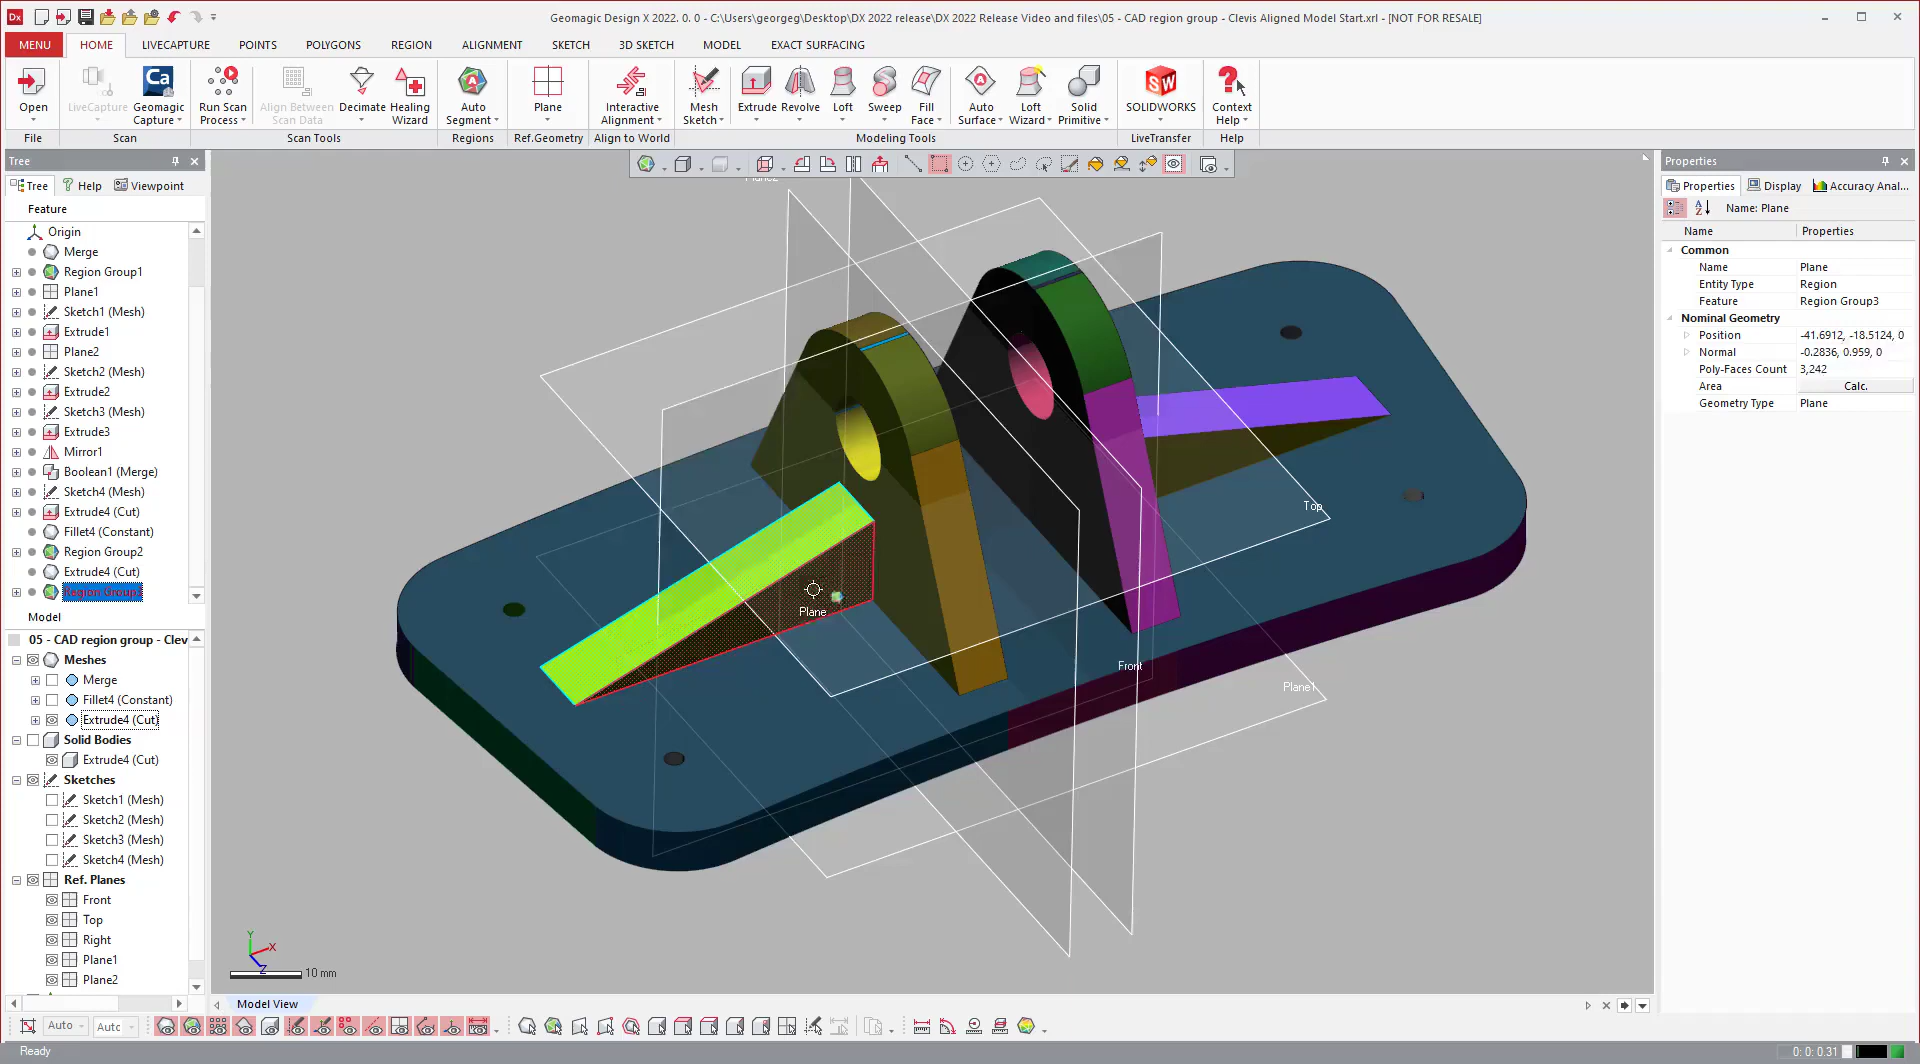 Dx
Geomagic Design X 2022. 0. 0 - C:\Users\georgeg\Desktop\DX 2022 release\DX 2022 Release Video and files\05 - CAD region group - Clevis Aligned Model Start.xrl - [NOT FOR RESALE]
MENU HOME LIVECAPTURE POINTS POLYGONS REGION ALIGNMENT SKETCH 3D SKETCH MODEL EXACT SURFACING
Open LiveCapture Geomagic Capture Run Scan Process Align Between Scan Data Decimate Healing Wizard Auto Segment Plane Interactive Alignment Mesh Sketch Extrude Revolve Loft Sweep Fill Face Auto Surface Loft Wizard Solid Primitive SOLIDWORKS Context Help
File Scan Scan Tools Regions Ref.Geometry Align to World Modeling Tools LiveTransfer Help
Tree
Tree Help Viewpoint
Feature
Origin
Merge
Region Group1
Plane1
Sketch1 (Mesh)
Extrude1
Plane2
Sketch2 (Mesh)
Extrude2
Sketch3 (Mesh)
Extrude3
Mirror1
Boolean1 (Merge)
Sketch4 (Mesh)
Extrude4 (Cut)
Fillet4 (Constant)
Region Group2
Extrude4 (Cut)
Region Group3
Model
05 - CAD region group - Clev
Meshes
Merge
Fillet4 (Constant)
Extrude4 (Cut)
Solid Bodies
Extrude4 (Cut)
Sketches
Sketch1 (Mesh)
Sketch2 (Mesh)
Sketch3 (Mesh)
Sketch4 (Mesh)
Ref. Planes
Front
Top
Right
Plane1
Plane2
Plane2
Top
Plane
Front
Plane1
Y
X
Z
10 mm
Model View
Properties
Properties Display Accuracy Anal...
Name: Plane
Name Properties
Common
Name Plane
Entity Type Region
Feature Region Group3
Nominal Geometry
Position -41.6912, -18.5124, 0
Normal -0.2836, 0.959, 0
Poly-Faces Count 3,242
Area Calc.
Geometry Type Plane
Auto Autc
Ready
0: 0: 0.31